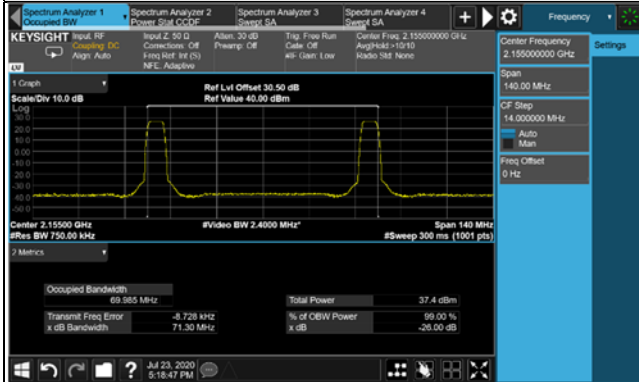 Spectrum Analyzer 1
Occupied BW
Spectrum Analyzer 2
Power Stat CCDF
Spectrum Analyzer 3
Swept SA
Spectrum Analyzer 4
Swept SA
Frequency
KEYSIGHT
Input: RF
Coupling: DC
Align: Auto
Input Z: 50 Ω
Corrections: Off
Freq Ref: Int (S)
NFE: Adaptive
Atten: 30 dB
Preamp: Off
Trig: Free Run
Gate: Off
#IF Gain: Low
Center Freq: 2.155000000 GHz
Avg|Hold:>10/10
Radio Std: None
Center Frequency
2.155000000 GHz
Settings
Span
140.00 MHz
CF Step
14.000000 MHz
Auto
Man
Freq Offset
0 Hz
1 Graph
Scale/Div 10.0 dB
Ref Lvl Offset 30.50 dB
Ref Value 40.00 dBm
Log
30.0
20.0
10.0
0.00
-10.0
-20.0
-30.0
-40.0
-50.0
Center 2.15500 GHz
#Res BW 750.00 kHz
#Video BW 2.4000 MHz*
Span 140 MHz
#Sweep 300 ms (1001 pts)
2 Metrics
Occupied Bandwidth
69.985 MHz
Total Power
37.4 dBm
Transmit Freq Error
-8.728 kHz
% of OBW Power
99.00 %
x dB Bandwidth
71.30 MHz
x dB
-26.00 dB
Jul 23, 2020
5:18:47 PM